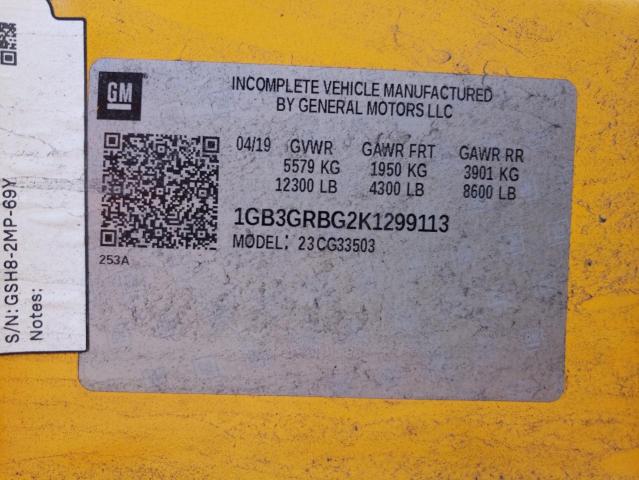 GM
INCOMPLETE VEHICLE MANUFACTURED
BY GENERAL MOTORS LLC
04/19 GVWR GAWR FRT GAWR RR
5579 KG 1950 KG 3901 KG
12300 LB 4300 LB 8600 LB
1GB3GRBG2K1299113
MODEL: 23CG33503
253A
S/N: GSH8-2MP-69Y
Notes: